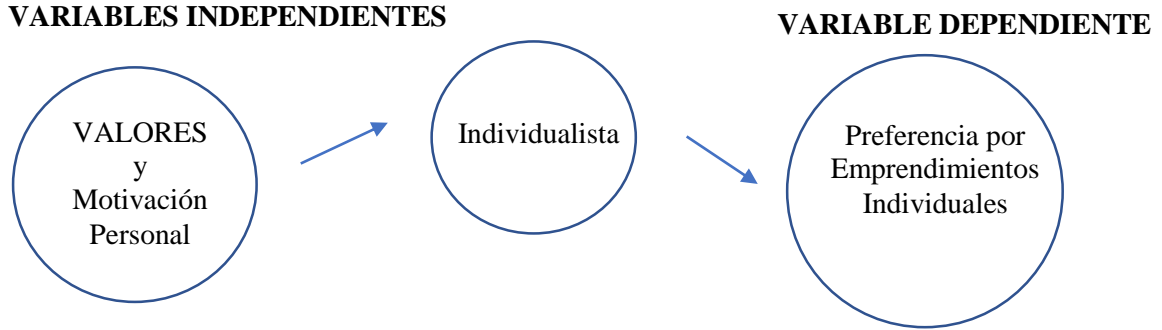 VARIABLES INDEPENDIENTES
VARIABLE DEPENDIENTE
VALORES
y
Motivación
Personal
Individualista
Preferencia por
Emprendimientos
Individuales